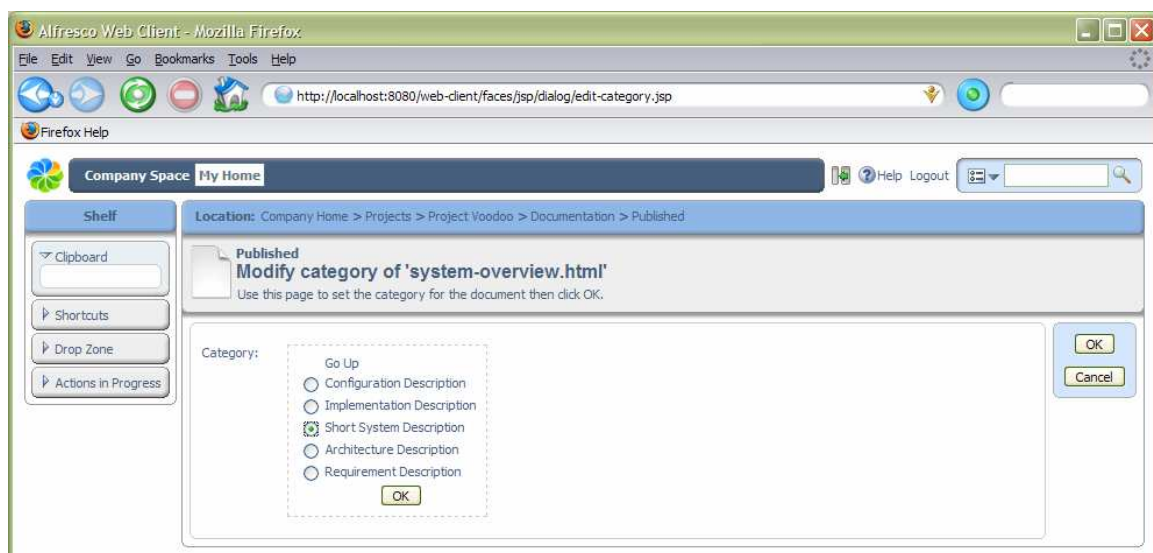 Alfresco Web Client - Mozilla Firefox
File Edit View Go Bookmarks Tools Help
http://localhost:8080/web-client/faces/jsp/dialog/edit-category.jsp
Firefox Help
Company Space My Home Help Logout
Shelf Location: Company Home > Projects > Project Voodoo > Documentation > Published
Clipboard
Shortcuts
Drop Zone
Actions in Progress
Published
Modify category of 'system-overview.html'
Use this page to set the category for the document then click OK.
Category:
Go Up
Configuration Description
Implementation Description
Short System Description
Architecture Description
Requirement Description
OK
OK
Cancel